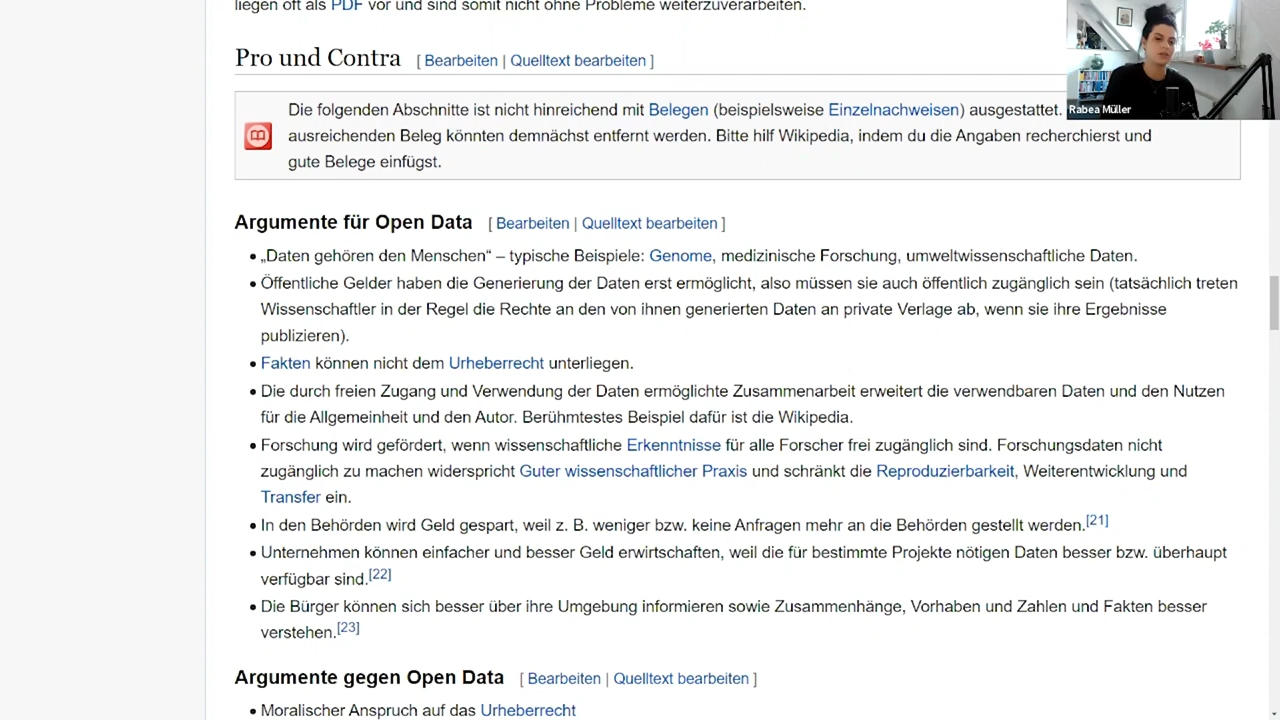 liegen oft als PDF vor und sind somit nicht ohne Probleme weiterzuverarbeiten.
Pro und Contra [ Bearbeiten | Quelltext bearbeiten ]
Die folgenden Abschnitte ist nicht hinreichend mit Belegen (beispielsweise Einzelnachweisen) ausgestattet.
ausreichenden Beleg könnten demnächst entfernt werden. Bitte hilf Wikipedia, indem du die Angaben recherchierst und
gute Belege einfügst.
Rabea Müller
Argumente für Open Data [ Bearbeiten | Quelltext bearbeiten ]
• „Daten gehören den Menschen“ – typische Beispiele: Genome, medizinische Forschung, umweltwissenschaftliche Daten.
• Öffentliche Gelder haben die Generierung der Daten erst ermöglicht, also müssen sie auch öffentlich zugänglich sein (tatsächlich treten
Wissenschaftler in der Regel die Rechte an den von ihnen generierten Daten an private Verlage ab, wenn sie ihre Ergebnisse
publizieren).
• Fakten können nicht dem Urheberrecht unterliegen.
• Die durch freien Zugang und Verwendung der Daten ermöglichte Zusammenarbeit erweitert die verwendbaren Daten und den Nutzen
für die Allgemeinheit und den Autor. Berühmtestes Beispiel dafür ist die Wikipedia.
• Forschung wird gefördert, wenn wissenschaftliche Erkenntnisse für alle Forscher frei zugänglich sind. Forschungsdaten nicht
zugänglich zu machen widerspricht Guter wissenschaftlicher Praxis und schränkt die Reproduzierbarkeit, Weiterentwicklung und
Transfer ein.
• In den Behörden wird Geld gespart, weil z. B. weniger bzw. keine Anfragen mehr an die Behörden gestellt werden.[21]
• Unternehmen können einfacher und besser Geld erwirtschaften, weil die für bestimmte Projekte nötigen Daten besser bzw. überhaupt
verfügbar sind.[22]
• Die Bürger können sich besser über ihre Umgebung informieren sowie Zusammenhänge, Vorhaben und Zahlen und Fakten besser
verstehen.[23]
Argumente gegen Open Data [ Bearbeiten | Quelltext bearbeiten ]
• Moralischer Anspruch auf das Urheberrecht